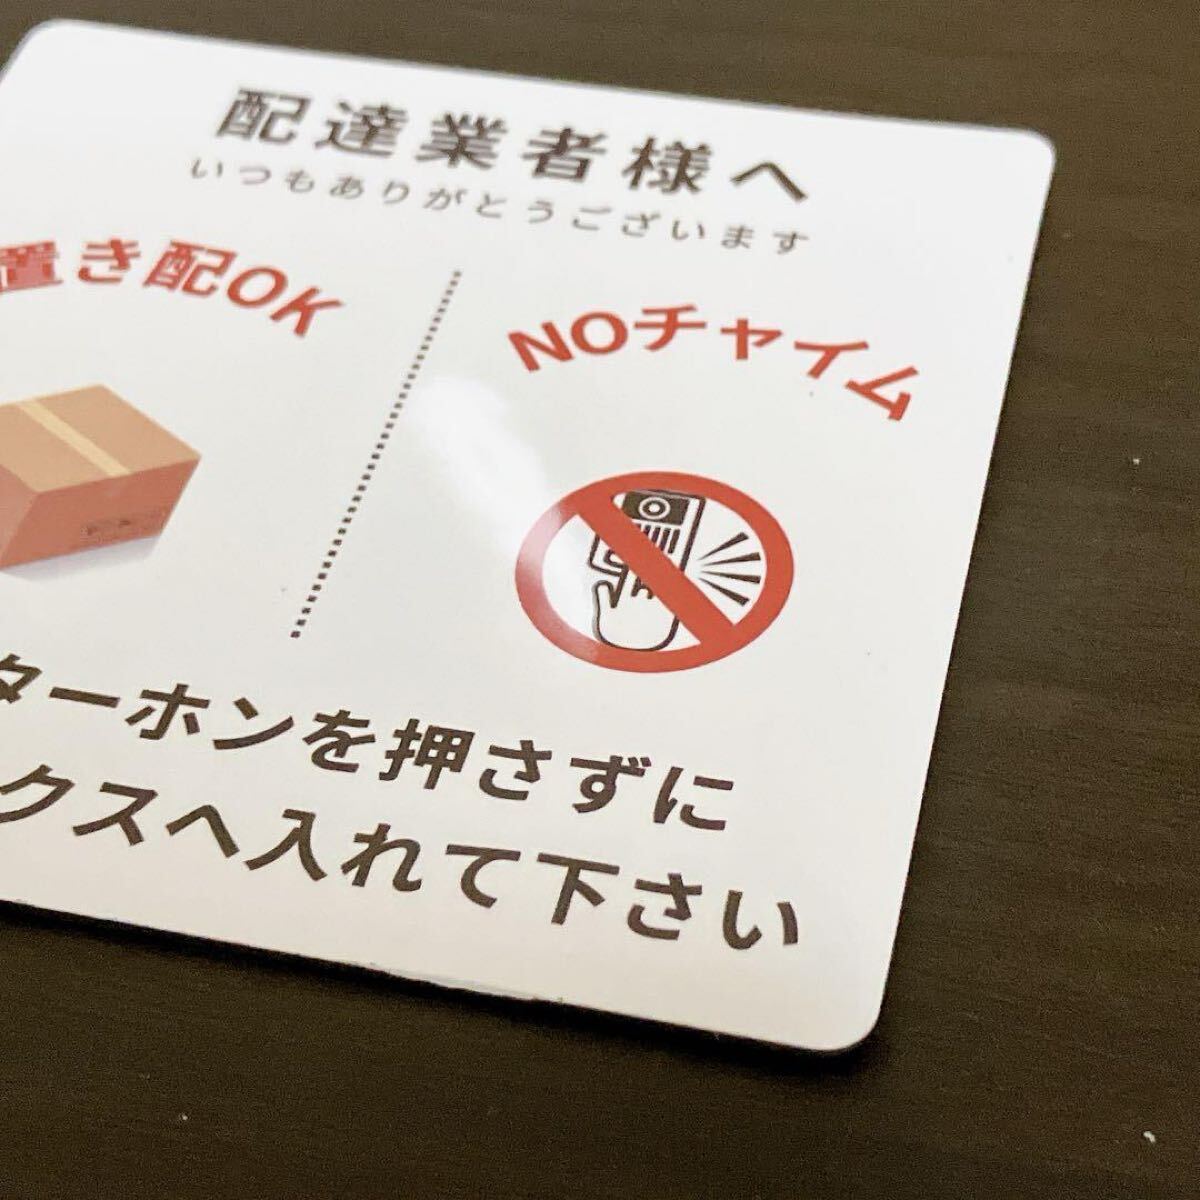 配達業者様へ
いつもありがとうございます
置き配OK
NOチャイム
ターホンを押さずに
クスへ入れて下さい